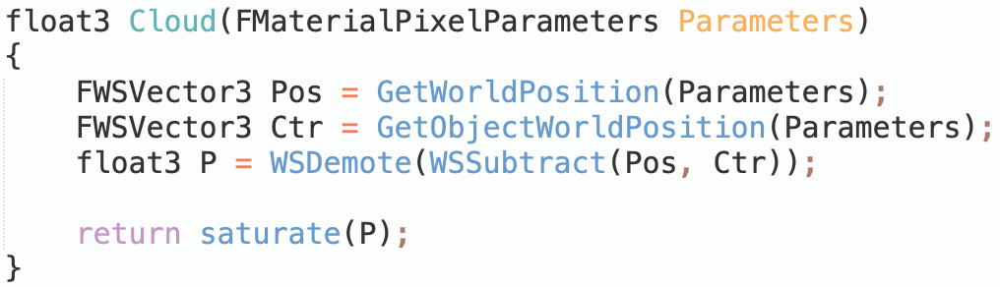 float3 Cloud(FMaterialPixelParameters Parameters)
{
    FWSVector3 Pos = GetWorldPosition(Parameters);
    FWSVector3 Ctr = GetObjectWorldPosition(Parameters);
    float3 P = WSDemote(WSSubtract(Pos, Ctr));

    return saturate(P);
}